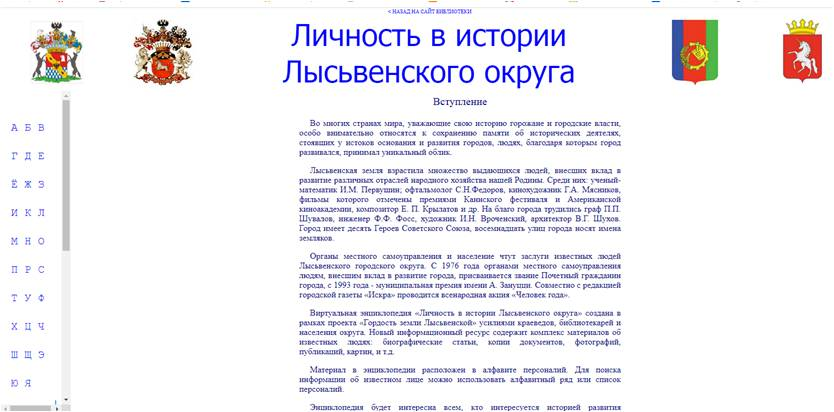 < НАЗАД НА САЙТ БИБЛИОТЕКИ
Личность в истории
Лысьвенского округа
А Б В
Г Д Е
Ё Ж З
И К Л
М Н О
П Р С
Т У Ф
Х Ц Ч
Ш Щ Э
Ю Я
Вступление
Во многих странах мира, уважающие свою историю горожане и городские власти,
особо внимательно относятся к сохранению памяти об исторических деятелях,
стоявших у истоков основания и развития городов, людях, благодаря которым город
развивался, принимал уникальный облик.
Лысьвенская земля взрастила множество выдающихся людей, внесших вклад в
развитие различных отраслей народного хозяйства нашей Родины. Среди них: ученый-
математик И.М. Первушин; офтальмолог С.Н.Федоров, кинохудожник Г.А. Мясников,
фильмы которого отмечены премиями Каннского фестиваля и Американской
киноакадемии, композитор Е. П. Крылатов и др. На благо города трудились граф П.П.
Шувалов, инженер Ф.Ф. Фосс, художник И.Н. Вроченский, архитектор В.Г. Шухов.
Город имеет десять Героев Советского Союза, восемнадцать улиц города носят имена
земляков.
Органы местного самоуправления и население чтут заслуги известных людей
Лысьвенского городского округа. С 1976 года органами местного самоуправления
людям, внесшим вклад в развитие города, присваивается звание Почетный гражданин
города, с 1993 года - муниципальная премия имени А. Занушши. Совместно с редакцией
городской газеты «Искра» проводится всенародная акция «Человек года».
Виртуальная энциклопедия «Личность в истории Лысьвенского округа» создана в
рамках проекта «Гордость земли Лысьвенской» усилиями краеведов, библиотекарей и
населения округа. Новый информационный ресурс содержит комплекс материалов об
известных людях: биографические статьи, копии документов, фотографий,
публикаций, картин, и т.д.
Материал в энциклопедии расположен в алфавите персоналий. Для поиска
информации об известном лице можно использовать алфавитный ряд или список
персоналий.
Энциклопедия будет интересна всем, кто интересуется историей развития